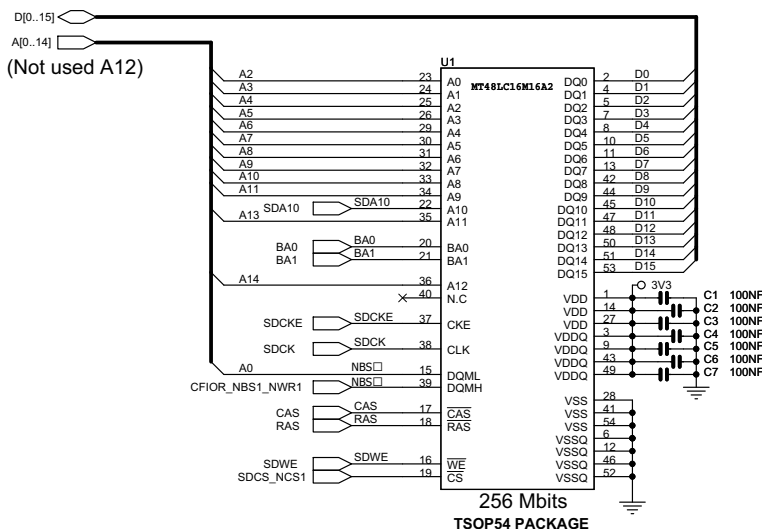 D[0..15]
A[0..14]
(Not used A12)
U1
MT48LC16M16A2
A2 23 A0 DQ0 2 D0
A3 24 A1 DQ1 4 D1
A4 25 A2 DQ2 5 D2
A5 26 A3 DQ3 7 D3
A6 29 A4 DQ4 8 D4
A7 30 A5 DQ5 10 D5
A8 31 A6 DQ6 11 D6
A9 32 A7 DQ7 13 D7
A10 33 A8 DQ8 42 D8
A11 34 A9 DQ9 44 D9
SDA10 SDA10 22 A10 DQ10 45 D10
A13 35 A11 DQ11 47 D11
DQ12 48 D12
BA0 BA0 20 BA0 DQ13 50 D13
BA1 BA1 21 BA1 DQ14 51 D14
DQ15 53 D15
A14 36 A12 3V3
40 N.C VDD 1 C1 100NF
VDD 14 C2 100NF
SDCKE SDCKE 37 CKE VDD 27 C3 100NF
VDDQ 3 C4 100NF
SDCK SDCK 38 CLK VDDQ 9 C5 100NF
VDDQ 43 C6 100NF
A0 NBS□ 15 DQML VDDQ 49 C7 100NF
CFIOR_NBS1_NWR1 NBS□ 39 DQMH
VSS 28
CAS CAS 17 CAS VSS 41
RAS RAS 18 RAS VSS 54
VSSQ 6
VSSQ 12
SDWE SDWE 16 WE VSSQ 46
SDCS_NCS1 19 CS VSSQ 52
256 Mbits
TSOP54 PACKAGE